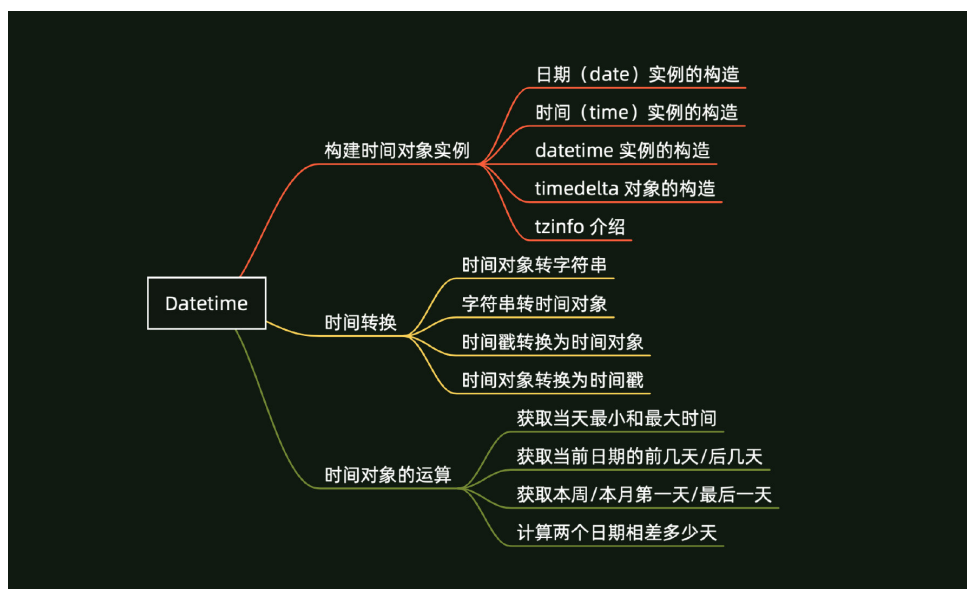 日期（date）实例的构造
时间（time）实例的构造
构建时间对象实例
datetime 实例的构造
timedelta 对象的构造
tzinfo 介绍
时间对象转字符串
Datetime
字符串转时间对象
时间转换
时间戳转换为时间对象
时间对象转换为时间戳
获取当天最小和最大时间
获取当前日期的前几天/后几天
时间对象的运算
获取本周/本月第一天/最后一天
计算两个日期相差多少天